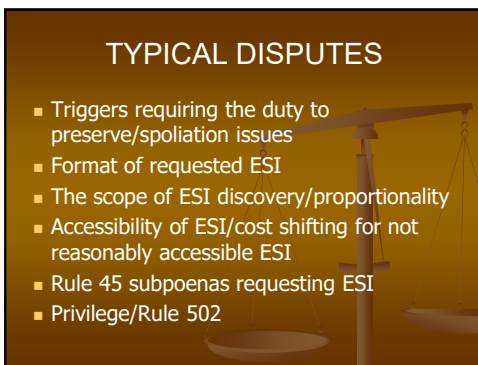 TYPICAL DISPUTES
■ Triggers requiring the duty to
preserve/spoliation issues
■ Format of requested ESI
■ The scope of ESI discovery/proportionality
■ Accessibility of ESI/cost shifting for not
reasonably accessible ESI
■ Rule 45 subpoenas requesting ESI
■ Privilege/Rule 502